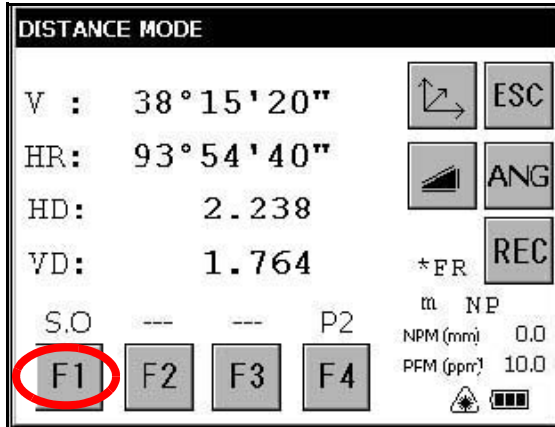 DISTANCE MODE
V : 38°15'20"
HR: 93°54'40"
HD: 2.238
VD: 1.764
ESC
ANG
REC
*FR
m NP
NPM (mm) 0.0
PFM (ppm) 10.0
S.O --- --- P2
F1 F2 F3 F4